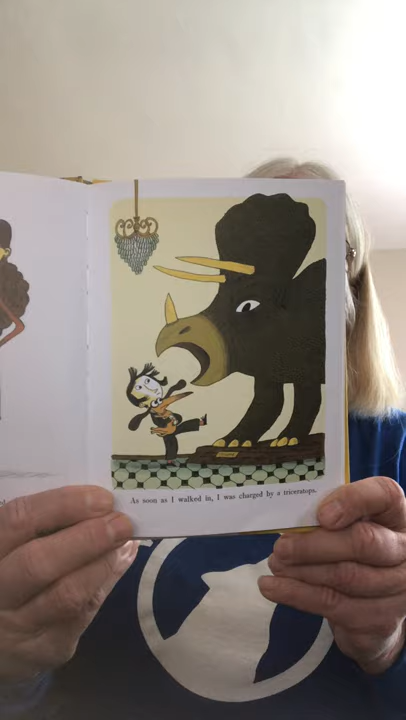 As soon as I walked in, I was charged by a triceratops.